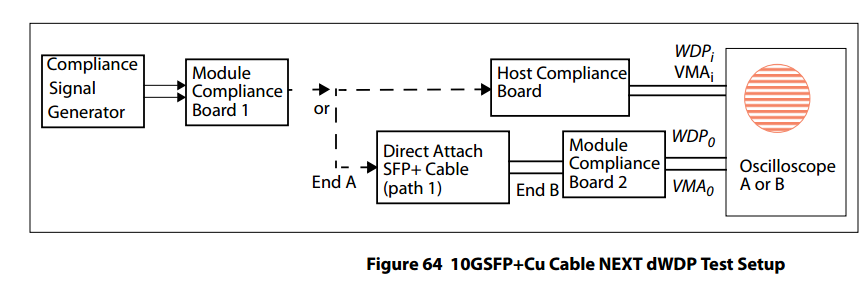 Compliance
Signal
Generator
Module
Compliance
Board 1
or
End A
Host Compliance
Board
Direct Attach
SFP+ Cable
(path 1)
End B
Module
Compliance
Board 2
WDPi
VMAi
WDP0
VMA0
Oscilloscope
A or B
Figure 64 10GSFP+Cu Cable NEXT dWDP Test Setup